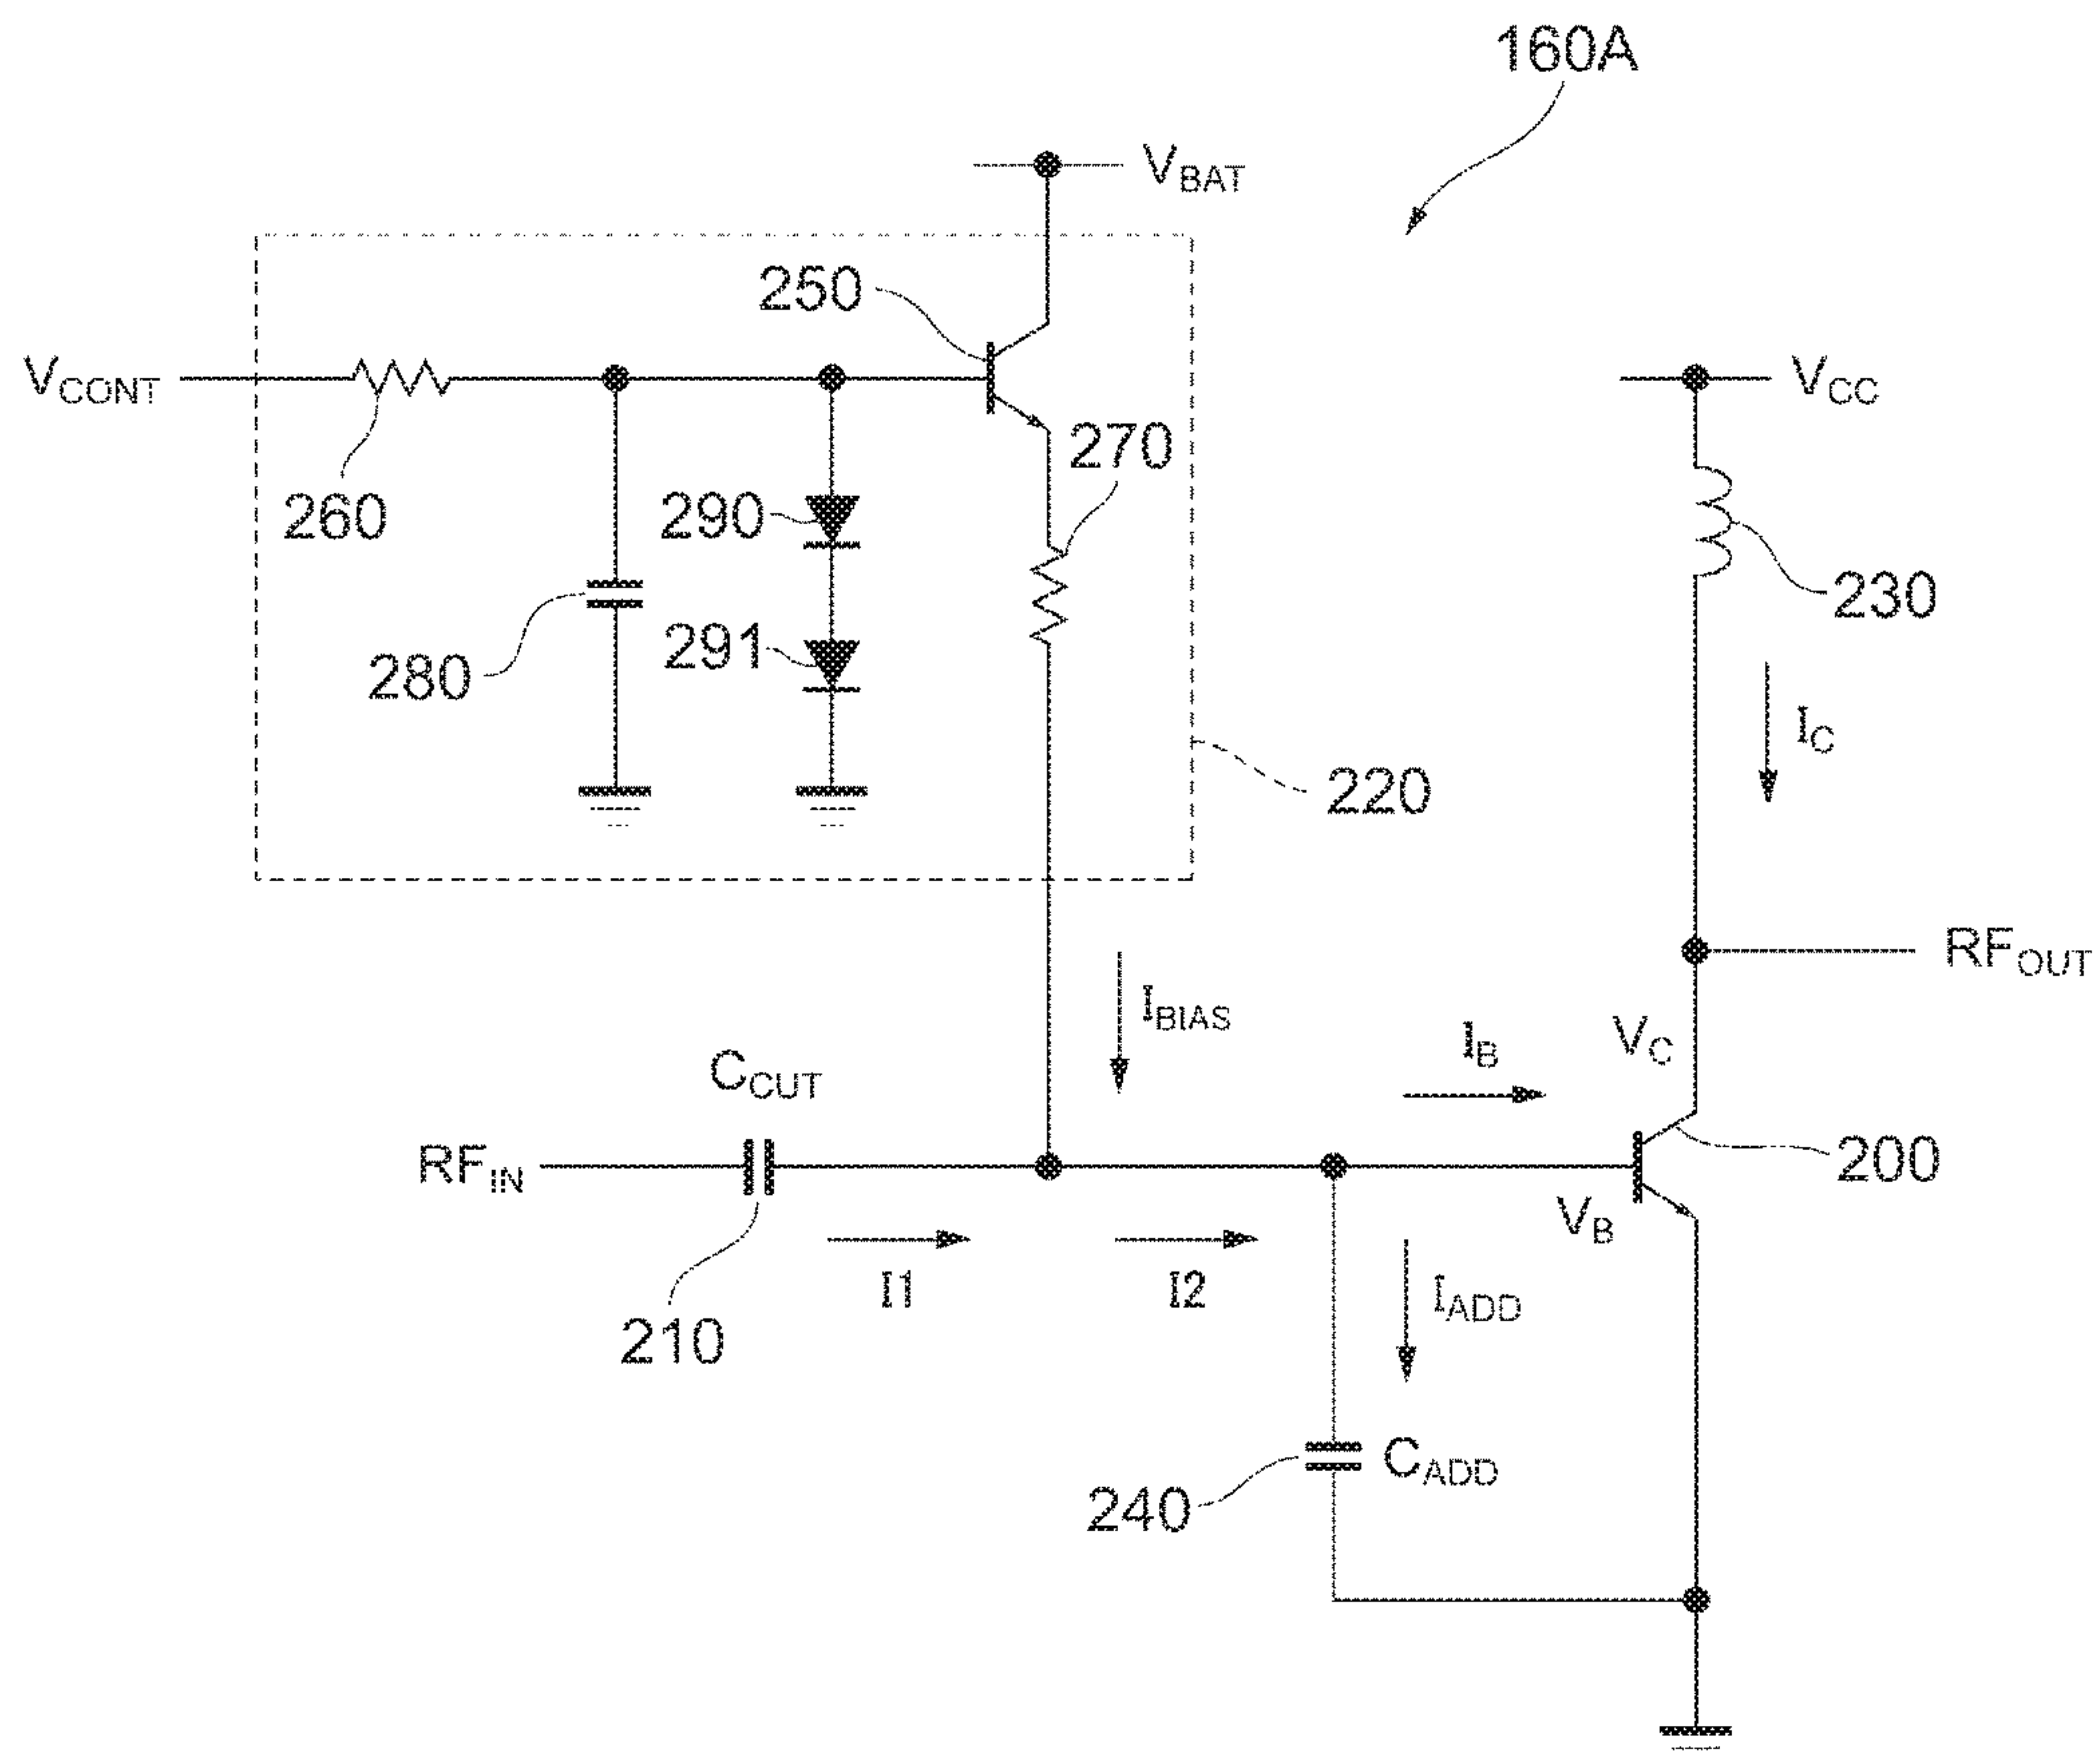 160A
VBAT
250
VCONT
VCC
270
260
290
230
280
291
IC
220
RFOUT
IBIAS
IB
VC
CCUT
RFIN
200
VB
I1
I2
IADD
210
CADD
240